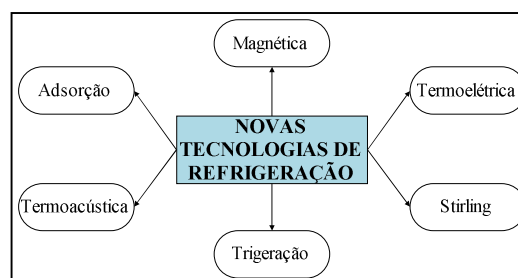 Magnética
Adsorção
Termoelétrica
NOVAS
TECNOLOGIAS DE
REFRIGERAÇÃO
Termoacústica
Stirling
Trigeração